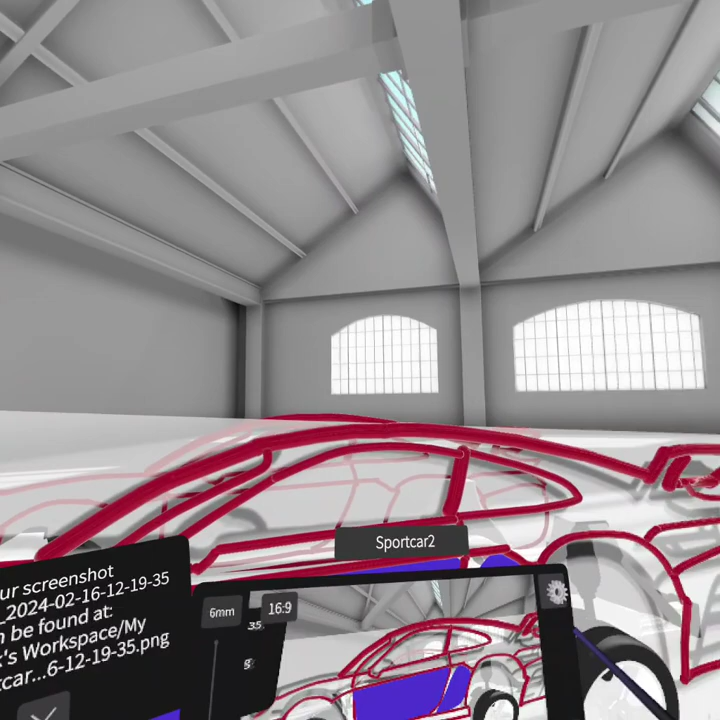 Sportcar2
ur screenshot
_2024-02-16-12-19-35
n be found at:
k's Workspace/My
tcar...6-12-19-35.png
6mm
16:9
35